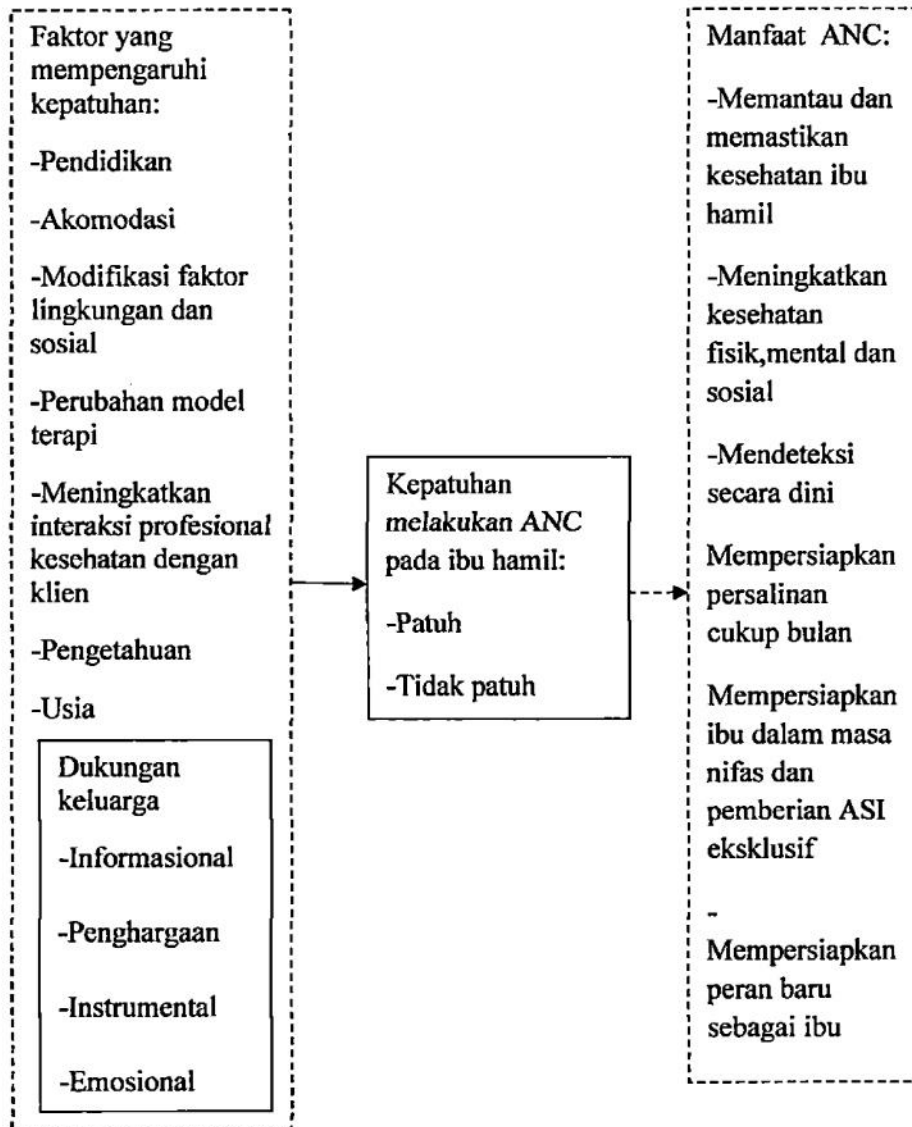 Faktor yang
mempengaruhi
kepatuhan:
-Pendidikan
-Akomodasi
-Modifikasi faktor
lingkungan dan
sosial
-Perubahan model
terapi
-Meningkatkan
interaksi profesional
kesehatan dengan
klien
-Pengetahuan
-Usia
Dukungan
keluarga
-Informasional
-Penghargaan
-Instrumental
-Emosional
Kepatuhan
melakukan ANC
pada ibu hamil:
-Patuh
-Tidak patuh
Manfaat ANC:
-Memantau dan
memastikan
kesehatan ibu
hamil
-Meningkatkan
kesehatan
fisik,mental dan
sosial
-Mendeteksi
secara dini
Mempersiapkan
persalinan
cukup bulan
Mempersiapkan
ibu dalam masa
nifas dan
pemberian ASI
eksklusif
-
Mempersiapkan
peran baru
sebagai ibu